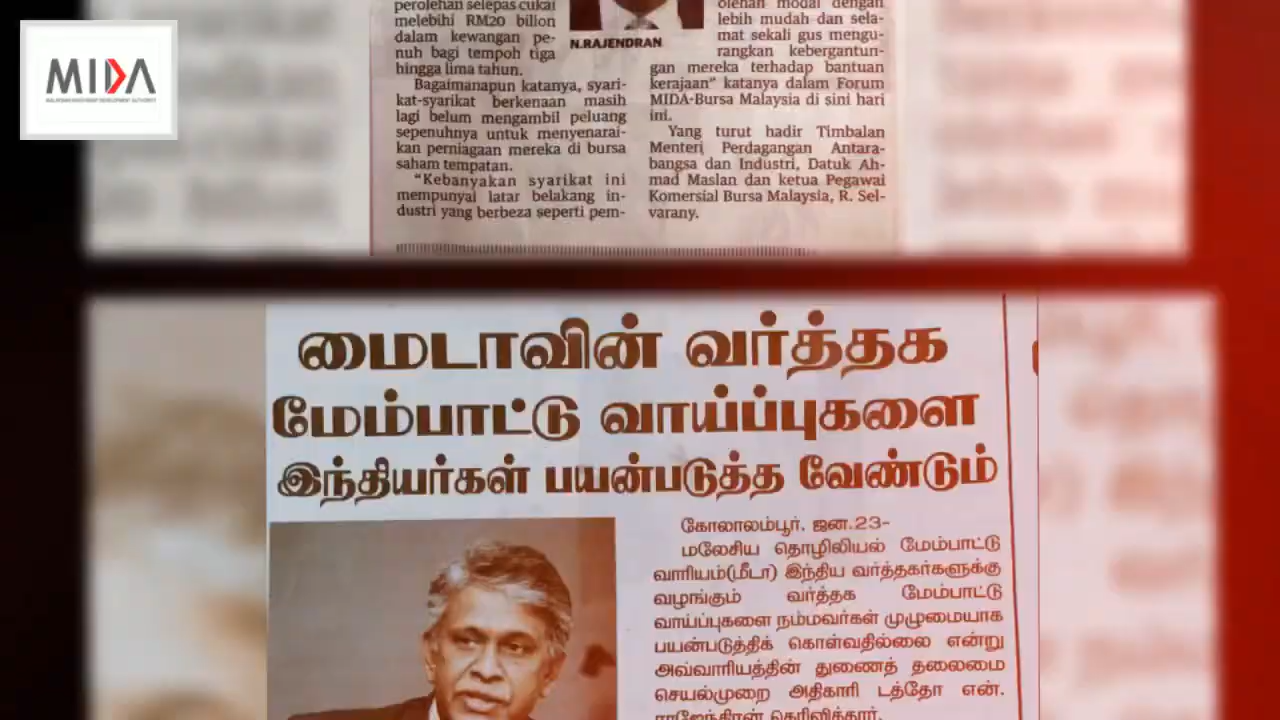 MIDA
MALAYSIAN INVESTMENT DEVELOPMENT AUTHORITY
perolehan selepas cukai
melebihi RM20 bilion
dalam kewangan pe-
nuh bagi tempoh tiga
hingga lima tahun.
Bagaimanapun katanya, syari-
kat-syarikat berkenaan masih
lagi belum mengambil peluang
sepenuhnya untuk menyenarai-
kan perniagaan mereka di bursa
saham tempatan.
"Kebanyakan syarikat ini
mempunyai latar belakang in-
dustri yang berbeza seperti pem-
N.RAJENDRAN
olehan modal dengan
lebih mudah dan sela-
mat sekali gus mengu-
rangkan kebergantun-
gan mereka terhadap bantuan
kerajaan" katanya dalam Forum
MIDA-Bursa Malaysia di sini hari
ini.
Yang turut hadir Timbalan
Menteri Perdagangan Antara-
bangsa dan Industri, Datuk Ah-
mad Maslan dan ketua Pegawai
Komersial Bursa Malaysia, R. Sel-
varany.
மைடாவின் வர்த்தக
மேம்பாட்டு வாய்ப்புகளை
இந்தியர்கள் பயன்படுத்த வேண்டும்
கோலாலம்பூர். ஜன.23-
மலேசிய தொழிலியல் மேம்பாட்டு
வாரியம்(மீடா) இந்திய வர்த்தகர்களுக்கு
வழங்கும் வர்த்தக மேம்பாட்டு
வாய்ப்புகளை நம்மவர்கள் முழுமையாக
பயன்படுத்திக் கொள்வதில்லை என்று
அவ்வாரியத்தின் துணைத் தலைமை
செயல்முறை அதிகாரி டத்தோ என்.
ராஜேந்திரன் தெரிவித்தார்.